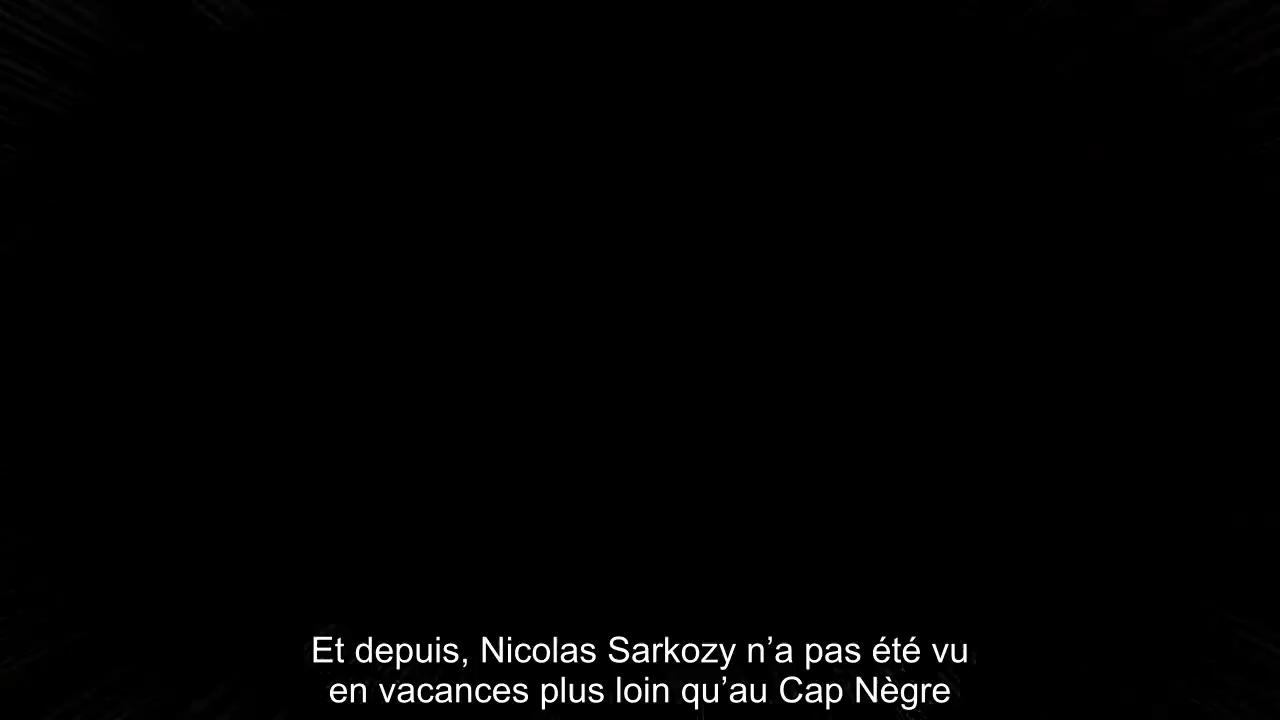 Et depuis, Nicolas Sarkozy n’a pas été vu
en vacances plus loin qu’au Cap Nègre